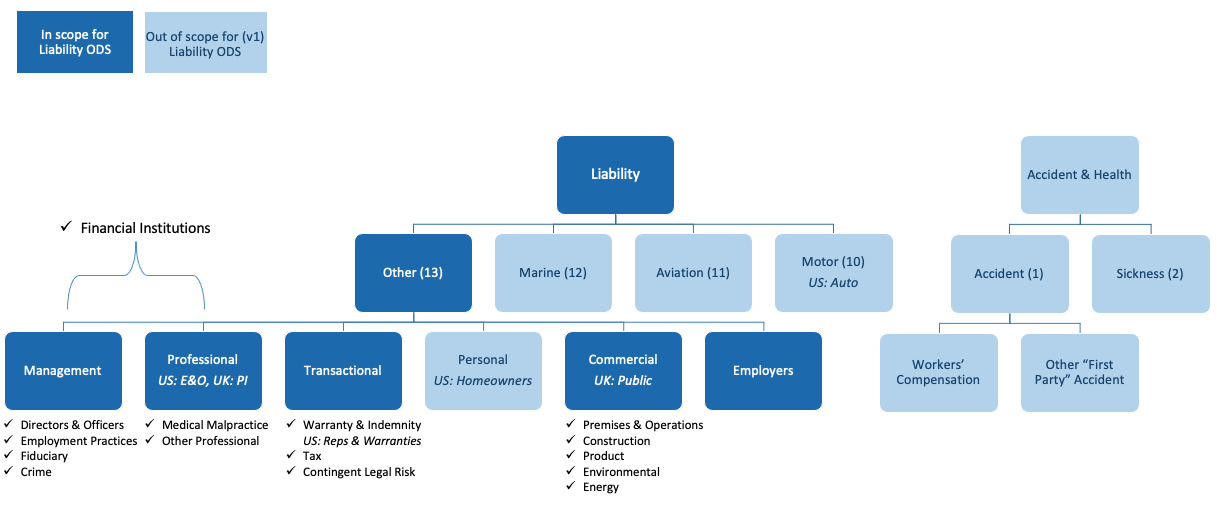 In scope for
Liability ODS
Out of scope for (v1)
Liability ODS
Liability
Accident & Health
✓ Financial Institutions
Other (13)
Marine (12)
Aviation (11)
Motor (10)
US: Auto
Accident (1)
Sickness (2)
Management
Professional
US: E&O, UK: PI
Transactional
Personal
US: Homeowners
Commercial
UK: Public
Employers
Workers’
Compensation
Other “First
Party” Accident
✓ Directors & Officers
✓ Employment Practices
✓ Fiduciary
✓ Crime
✓ Medical Malpractice
✓ Other Professional
✓ Warranty & Indemnity
US: Reps & Warranties
✓ Tax
✓ Contingent Legal Risk
✓ Premises & Operations
✓ Construction
✓ Product
✓ Environmental
✓ Energy